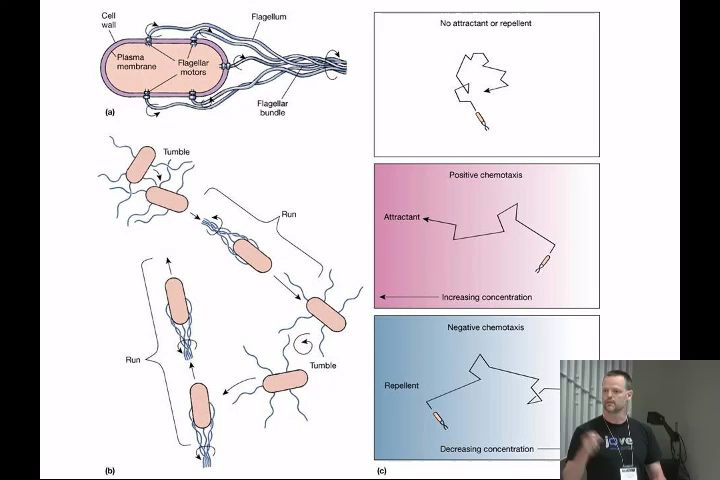 Cell
wall
Flagellum
Plasma
membrane
Flagellar
motors
Flagellar
bundle
(a)
Tumble
Run
Run
Tumble
(b)
No attractant or repellent
Positive chemotaxis
Attractant
Increasing concentration
Negative chemotaxis
Repellent
Decreasing concentration
(c)
jove